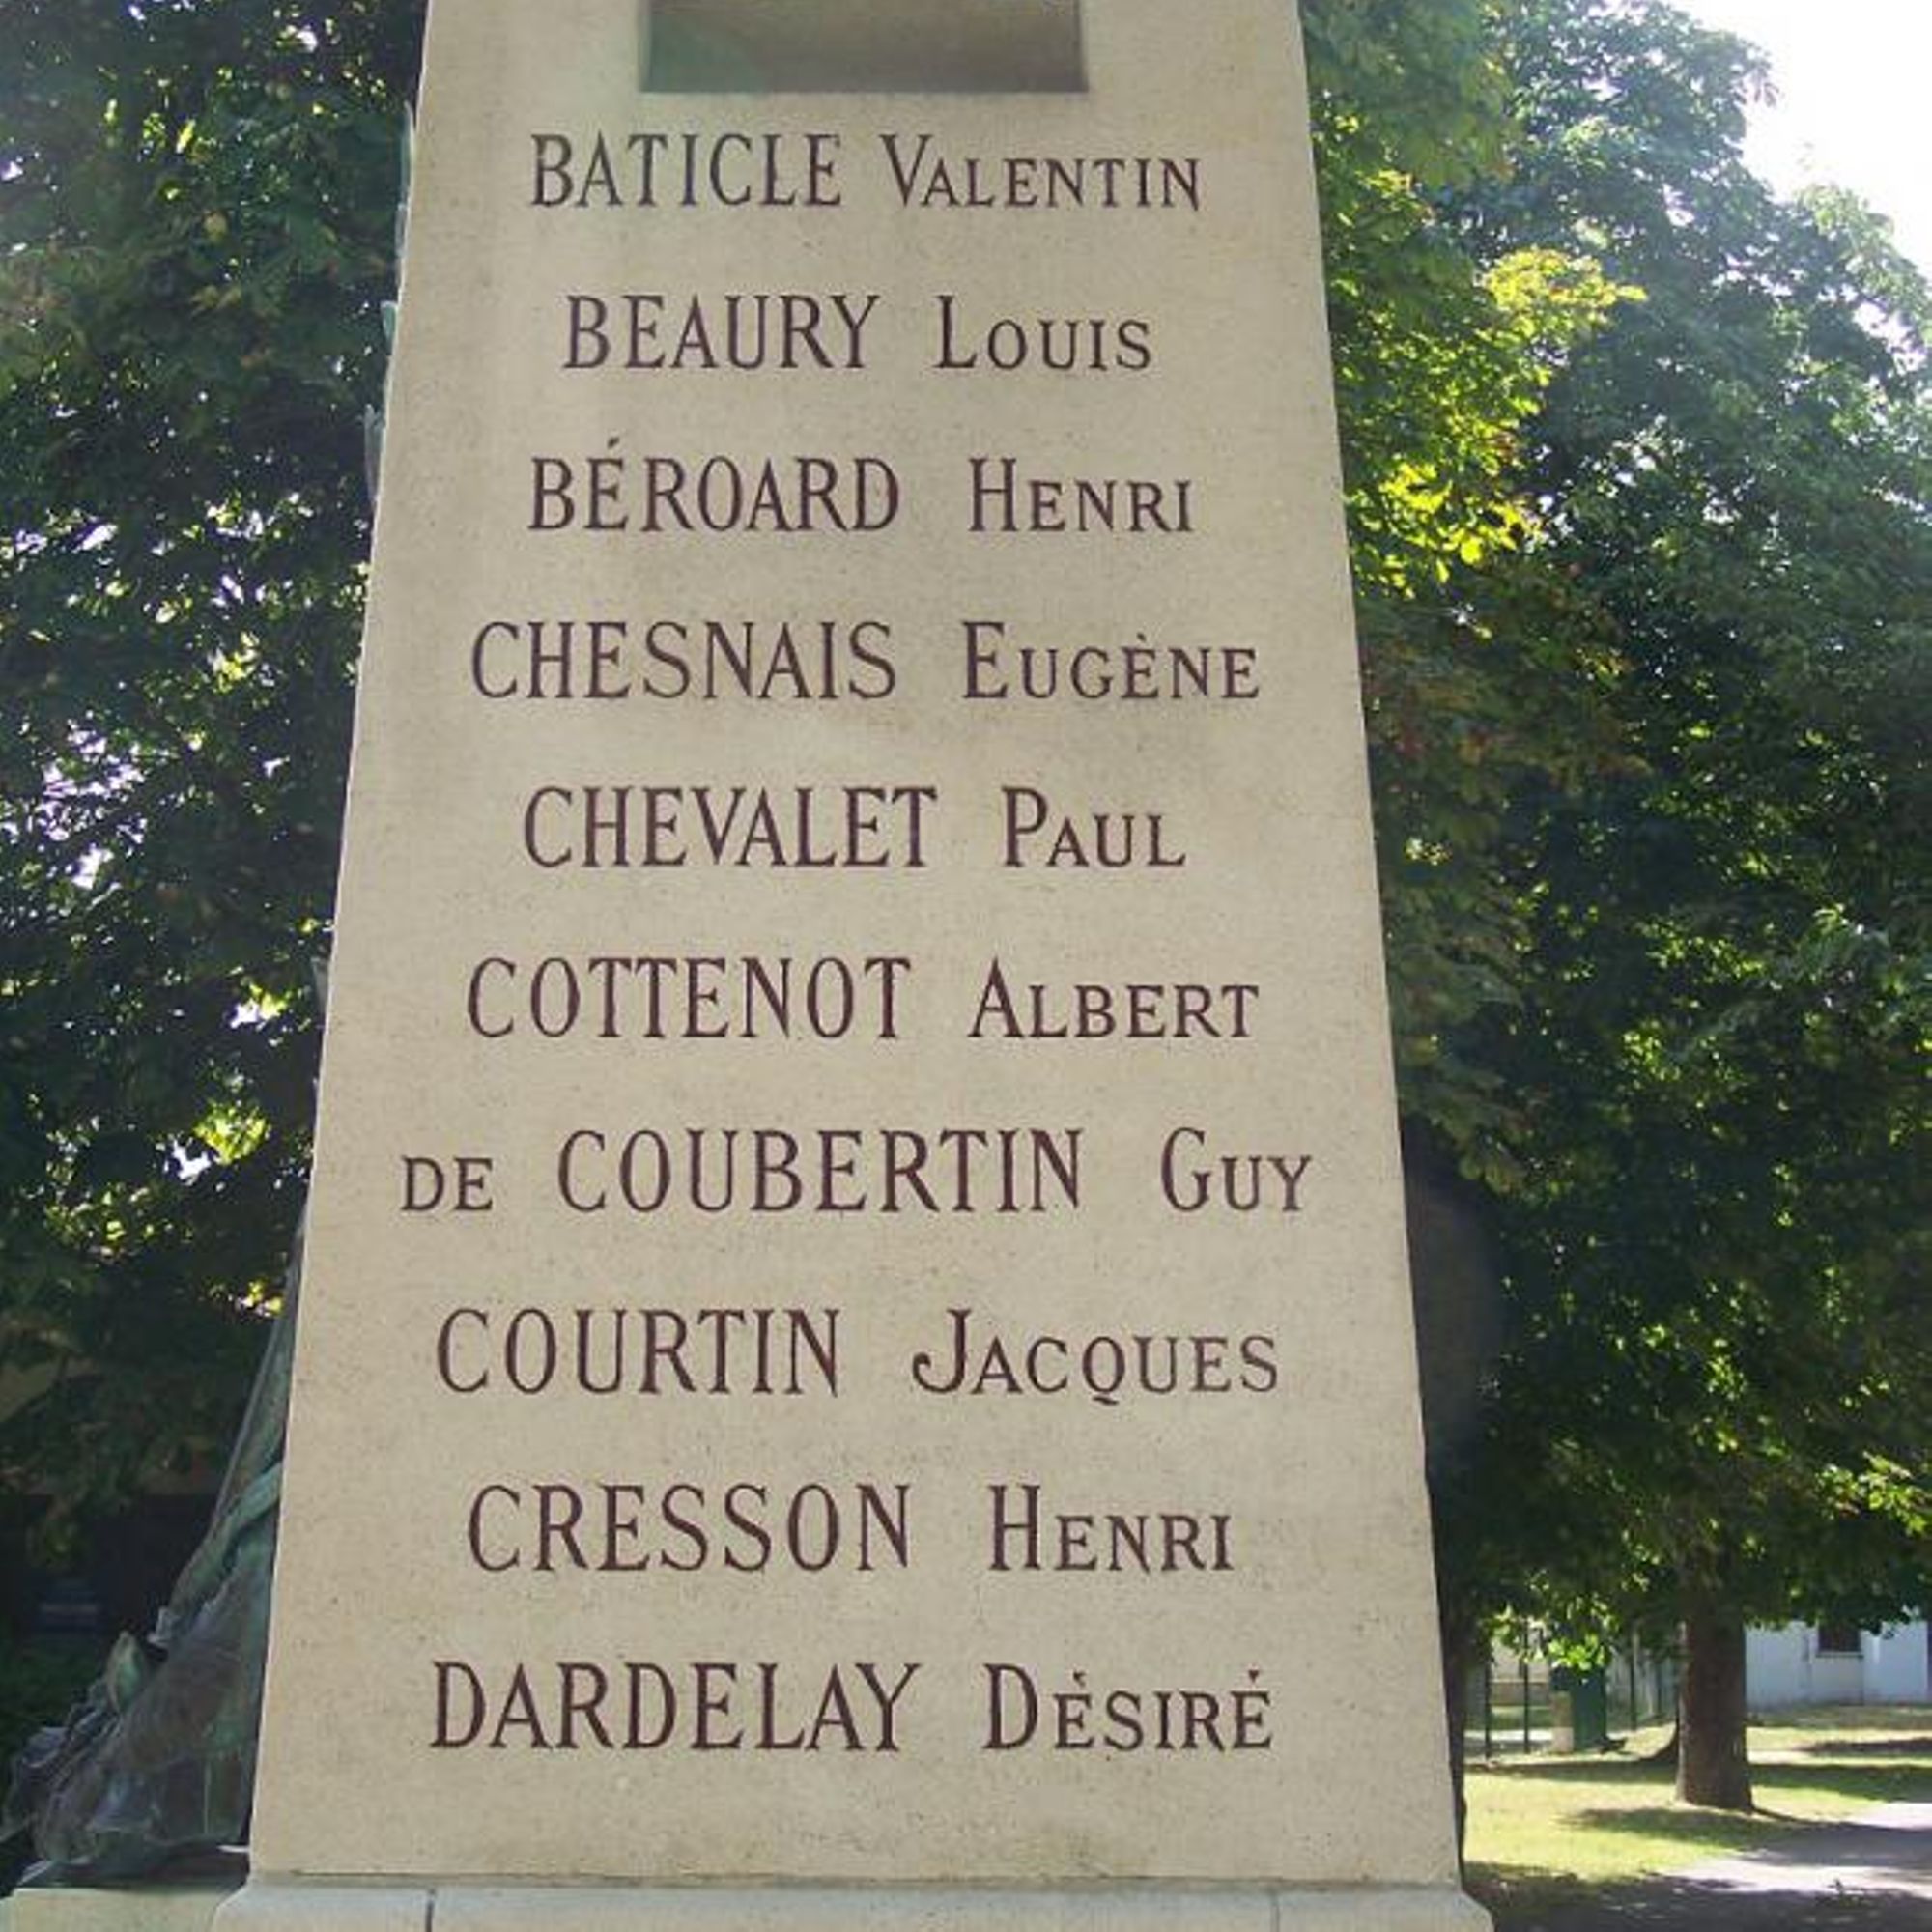 BATICLE VALENTIN
BEAURY LOUIS
BÉROARD HENRI
CHESNAIS EUGÈNE
CHEVALET PAUL
COTTENOT ALBERT
DE COUBERTIN GUY
COURTIN JACQUES
CRESSON HENRI
DARDELAY DÉSIRÉ